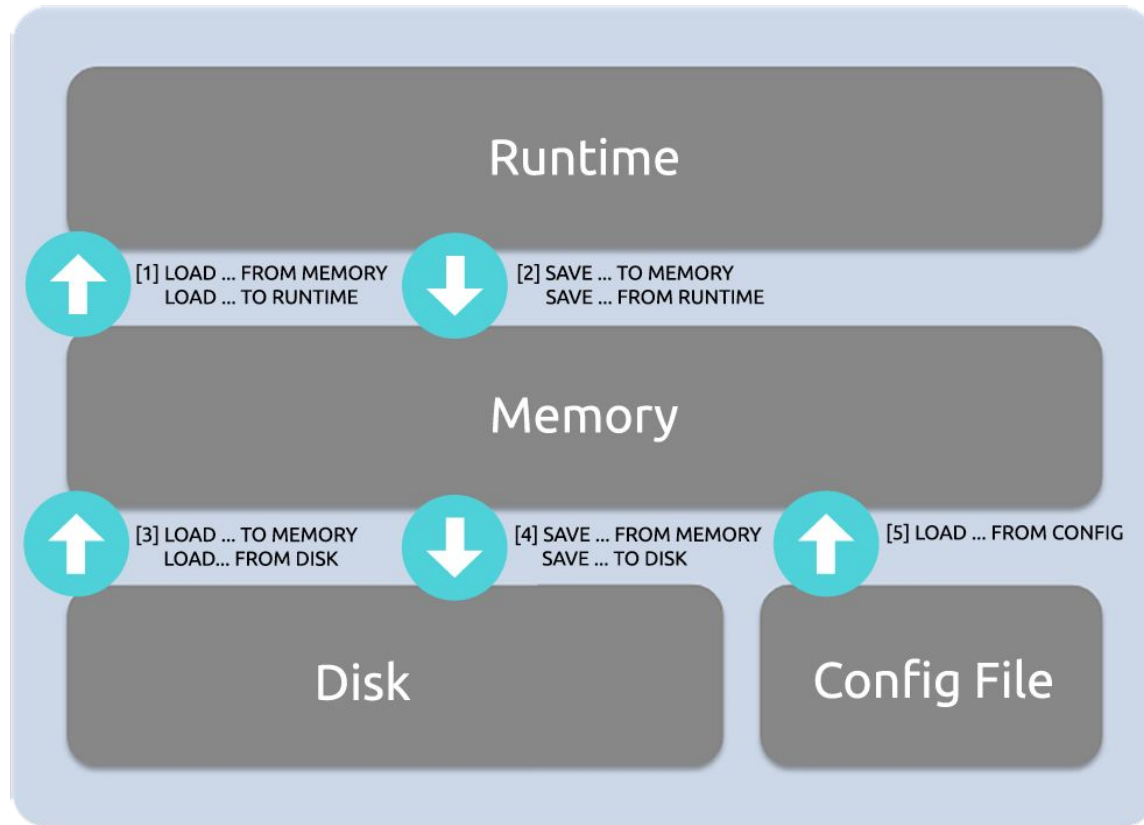 Runtime
[1] LOAD ... FROM MEMORY
LOAD ... TO RUNTIME
[2] SAVE ... TO MEMORY
SAVE ... FROM RUNTIME
Memory
[3] LOAD ... TO MEMORY
LOAD... FROM DISK
[4] SAVE ... FROM MEMORY
SAVE ... TO DISK
[5] LOAD ... FROM CONFIG
Disk
Config File